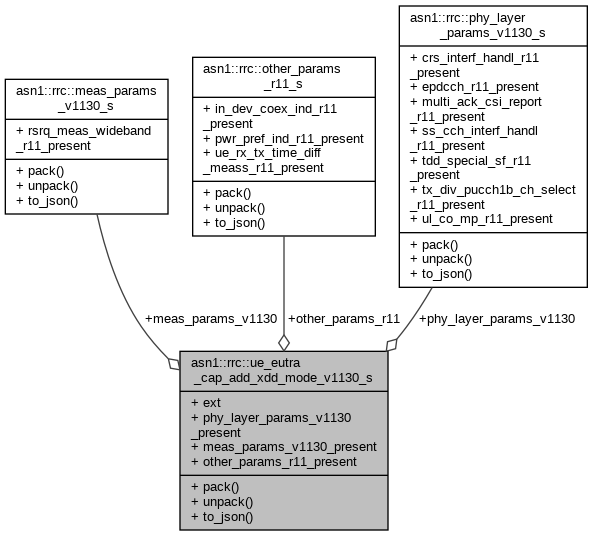 asn1::rrc::meas_params
_v1130_s
+ rsrq_meas_wideband
_r11_present
+ pack()
+ unpack()
+ to_json()
asn1::rrc::other_params
_r11_s
+ in_dev_coex_ind_r11
_present
+ pwr_pref_ind_r11_present
+ ue_rx_tx_time_diff
_meass_r11_present
+ pack()
+ unpack()
+ to_json()
asn1::rrc::phy_layer
_params_v1130_s
+ crs_interf_handl_r11
_present
+ epdcch_r11_present
+ multi_ack_csi_report
_r11_present
+ ss_cch_interf_handl
_r11_present
+ tdd_special_sf_r11
_present
+ tx_div_pucch1b_ch_select
_r11_present
+ ul_co_mp_r11_present
+ pack()
+ unpack()
+ to_json()
+meas_params_v1130
+other_params_r11
+phy_layer_params_v1130
asn1::rrc::ue_eutra
_cap_add_xdd_mode_v1130_s
+ ext
+ phy_layer_params_v1130
_present
+ meas_params_v1130_present
+ other_params_r11_present
+ pack()
+ unpack()
+ to_json()